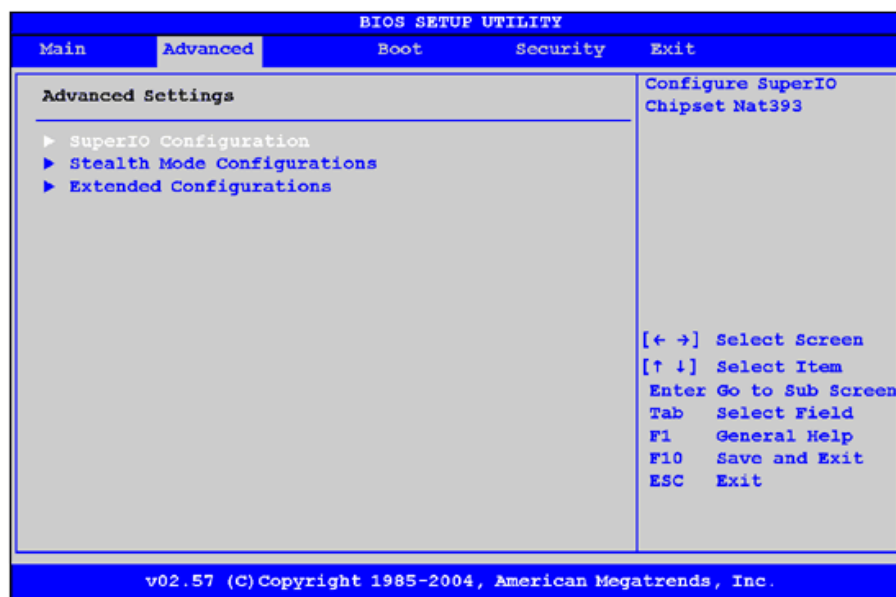 BIOS SETUP UTILITY
Main Advanced Boot Security Exit
Advanced Settings
▶ SuperIO Configuration
▶ Stealth Mode Configurations
▶ Extended Configurations
Configure SuperIO
Chipset Nat393
[← →] Select Screen
[↑ ↓] Select Item
Enter Go to Sub Screen
Tab Select Field
F1 General Help
F10 Save and Exit
ESC Exit
v02.57 (C)Copyright 1985-2004, American Megatrends, Inc.